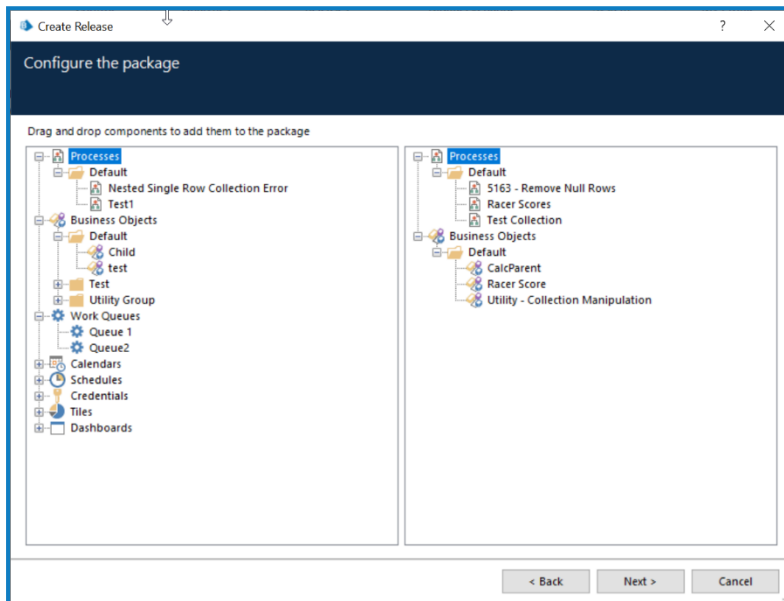 Create Release
?
Configure the package
Drag and drop components to add them to the package
Processes
Default
Nested Single Row Collection Error
Test1
Business Objects
Default
Child
test
Test
Utility Group
Work Queues
Queue 1
Queue2
Calendars
Schedules
Credentials
Tiles
Dashboards
Processes
Default
5163 - Remove Null Rows
Racer Scores
Test Collection
Business Objects
Default
CalcParent
Racer Score
Utility - Collection Manipulation
< Back
Next >
Cancel